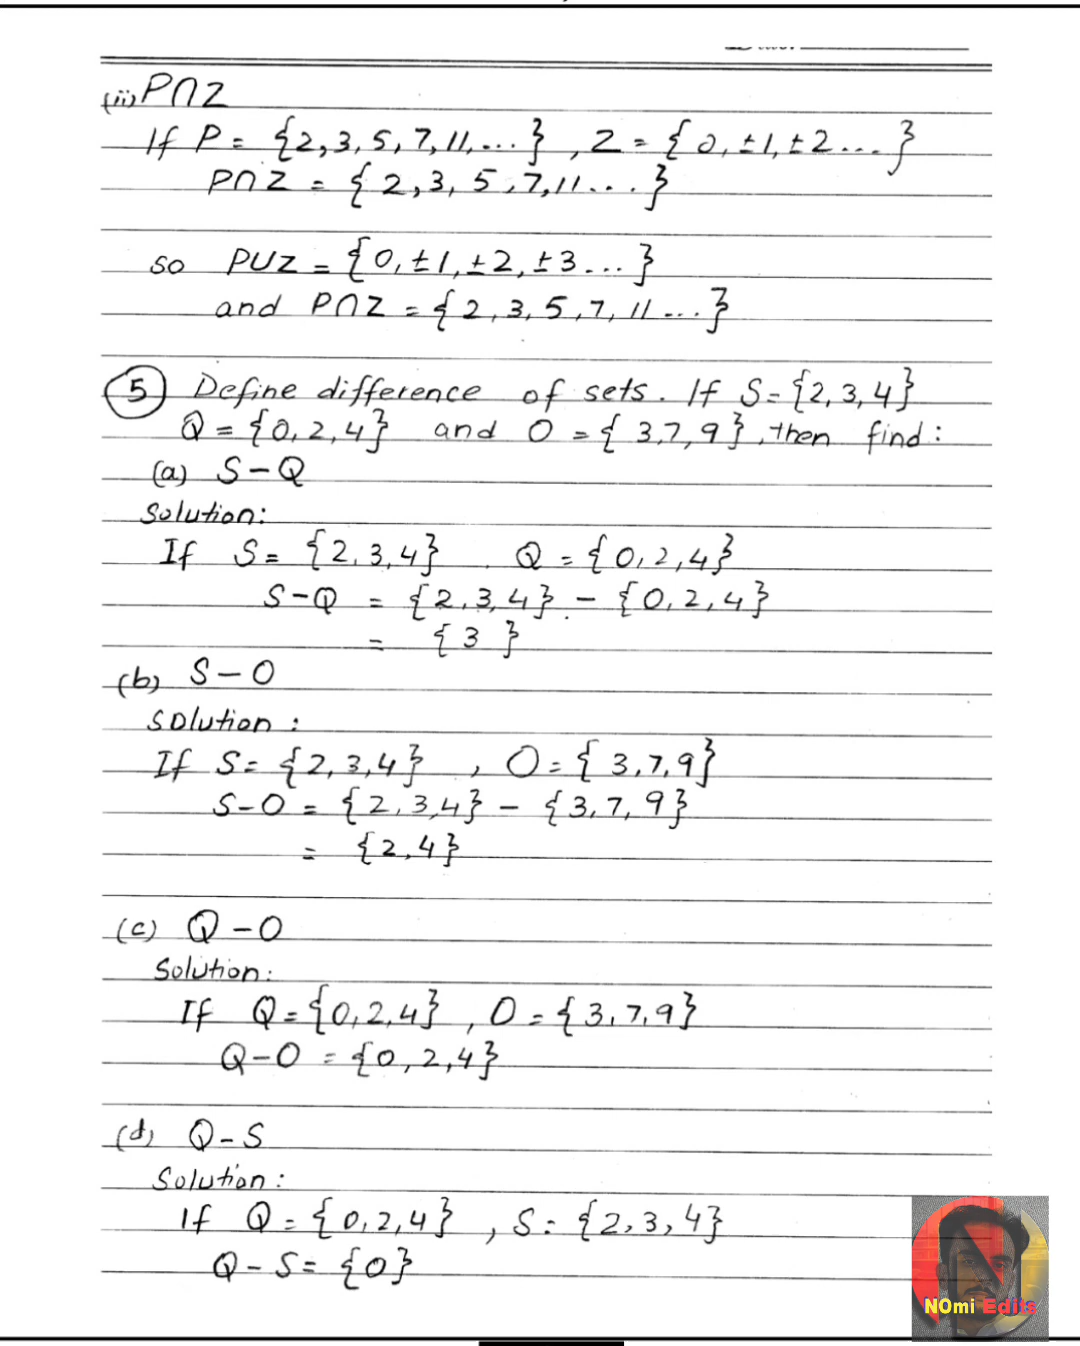 (ii) P∩Z
If P = {2,3,5,7,11,...}, Z = {0,±1,±2...}
P∩Z = {2,3,5,7,11....}
so PUZ = {0,±1,±2,±3...}
and P∩Z = {2,3,5,7,11...}
(5) Define difference of sets. If S={2,3,4}
Q = {0,2,4} and O = {3,7,9}, then find:
(a) S-Q
Solution:
If S = {2,3,4} . Q = {0,2,4}
S-Q = {2,3,4} - {0,2,4}
= {3}
(b) S-O
Solution:
If S = {2,3,4}, O = {3,7,9}
S-O = {2,3,4} - {3,7,9}
= {2,4}
(c) Q-O
Solution:
If Q = {0,2,4}, O = {3,7,9}
Q-O = {0,2,4}
(d) Q-S
Solution:
If Q = {0,2,4}, S = {2,3,4}
Q-S = {0}
NOmi Edits